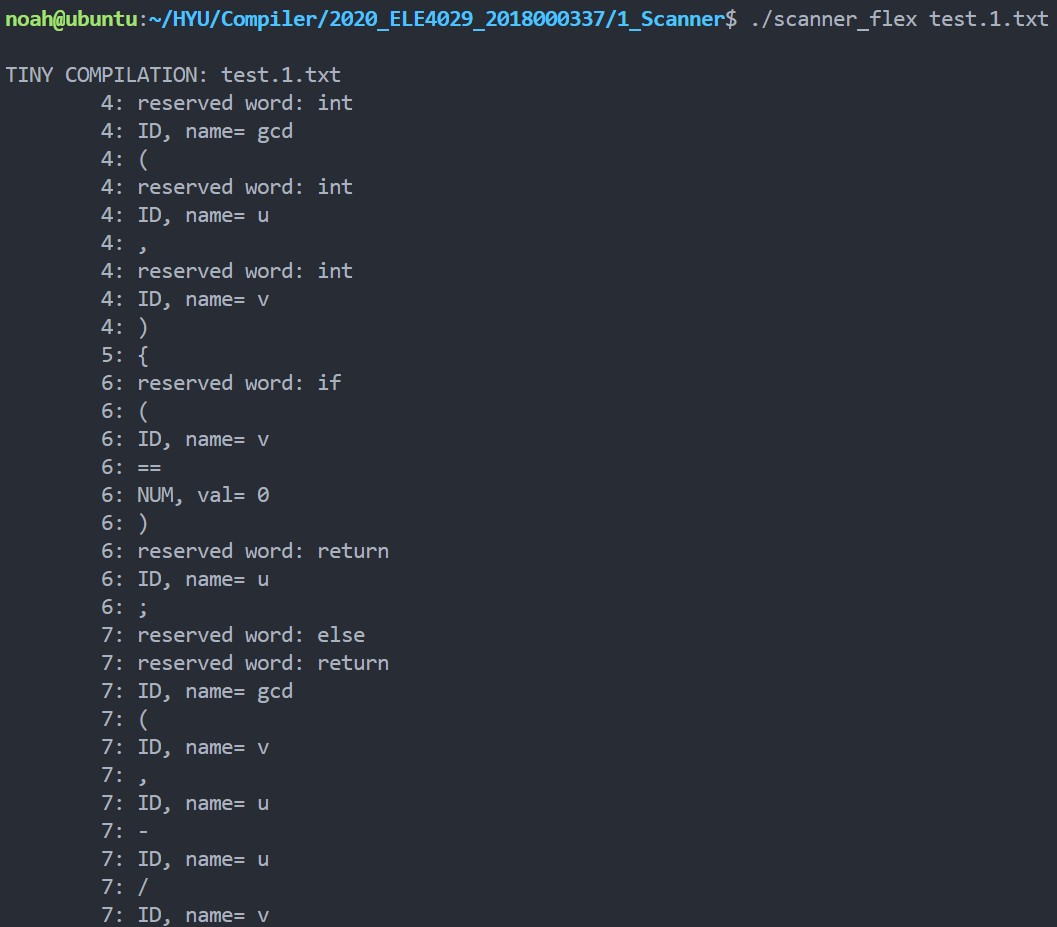 noah@ubuntu:~/HYU/Compiler/2020_ELE4029_2018000337/1_Scanner$ ./scanner_flex test.1.txt
TINY COMPILATION: test.1.txt
4: reserved word: int
4: ID, name= gcd
4: (
4: reserved word: int
4: ID, name= u
4: ,
4: reserved word: int
4: ID, name= v
4: )
5: {
6: reserved word: if
6: (
6: ID, name= v
6: ==
6: NUM, val= 0
6: )
6: reserved word: return
6: ID, name= u
6: ;
7: reserved word: else
7: reserved word: return
7: ID, name= gcd
7: (
7: ID, name= v
7: ,
7: ID, name= u
7: -
7: ID, name= u
7: /
7: ID, name= v